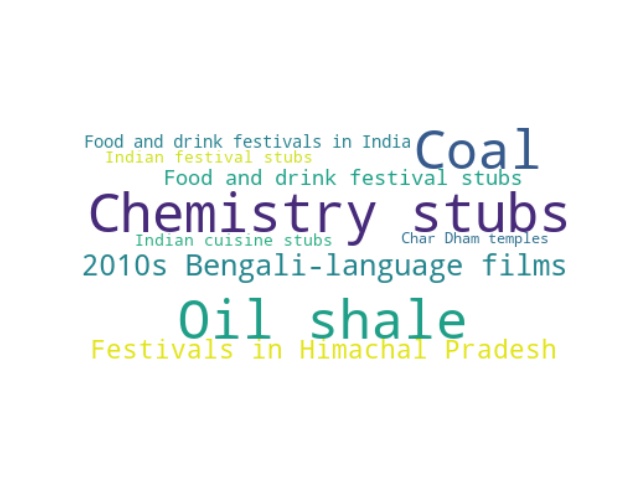 Food and drink festivals in India
Coal
Indian festival stubs
Food and drink festival stubs
Chemistry stubs
Indian cuisine stubs
Char Dham temples
2010s Bengali-language films
Oil shale
Festivals in Himachal Pradesh